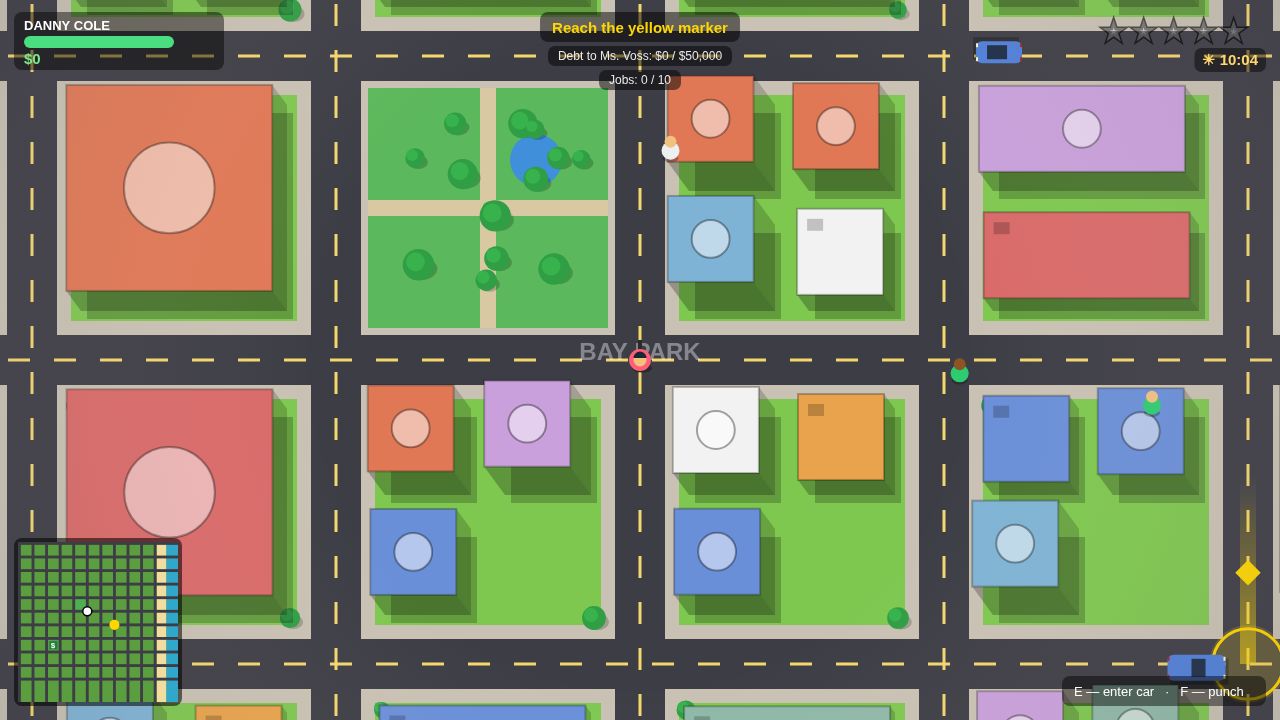 DANNY COLE
$0
Reach the yellow marker
Debt to Ms. Voss: $0 / $50,000
Jobs: 0 / 10
☀ 10:04
BAY PARK
$
E — enter car · F — punch